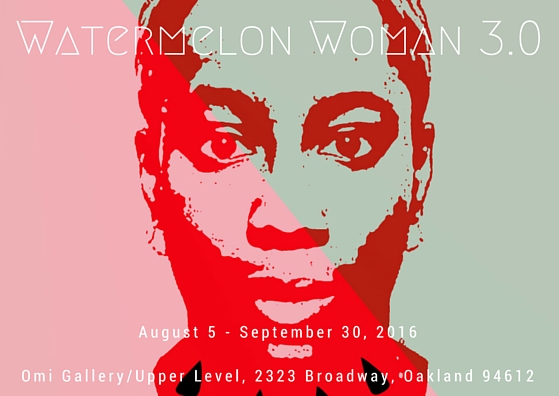 Watermelon Woman 3.0
August 5 - September 30, 2016
Omi Gallery/Upper Level, 2323 Broadway, Oakland 94612